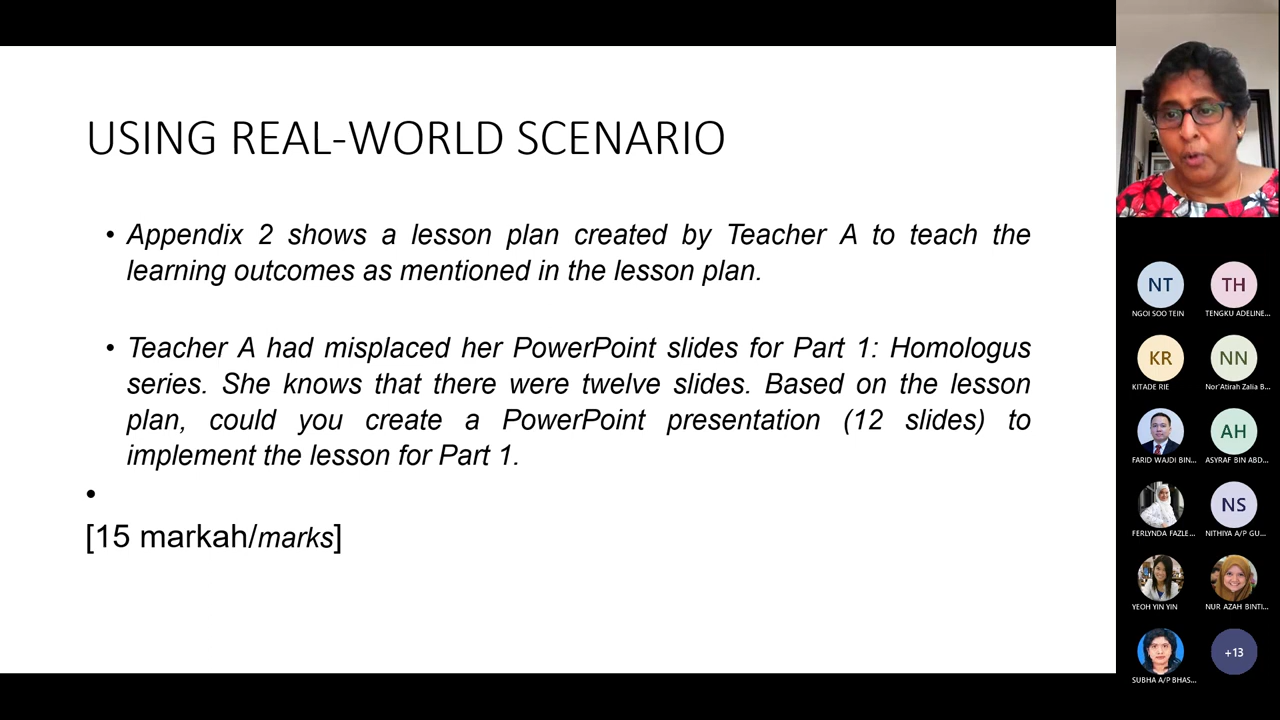 USING REAL-WORLD SCENARIO
• Appendix 2 shows a lesson plan created by Teacher A to teach the
learning outcomes as mentioned in the lesson plan.
• Teacher A had misplaced her PowerPoint slides for Part 1: Homologus
series. She knows that there were twelve slides. Based on the lesson
plan, could you create a PowerPoint presentation (12 slides) to
implement the lesson for Part 1.
•
[15 markah/marks]
NT
NGOI SOO TEIN
TH
TENGKU ADELINE...
KR
KITADE RIE
NN
Nor'Atirah Zalia B...
FARID WAJDI BIN...
AH
ASYRAF BIN ABD...
FERLYNDA FAZLE...
NS
NITHIYA A/P GU...
YEOH YIN YIN
NUR AZAH BINTI...
SUBHA A/P BHAS...
+13